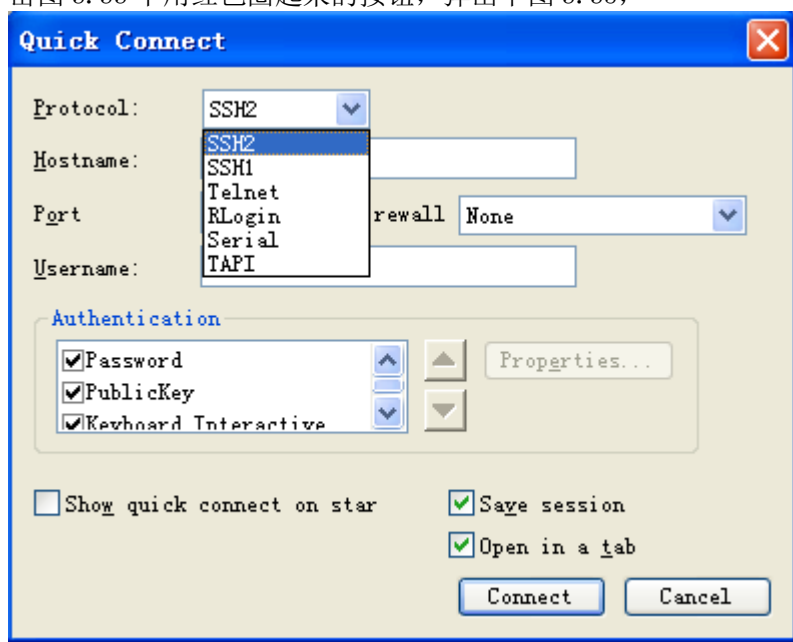 Quick Connect
Protocol:
SSH2
SSH2
SSH1
Telnet
RLogin
Serial
TAPI
Hostname:
Port
rewall
None
Username:
Authentication
Password
PublicKey
Keyboard Interactive
Properties...
Show quick connect on star
Save session
Open in a tab
Connect
Cancel